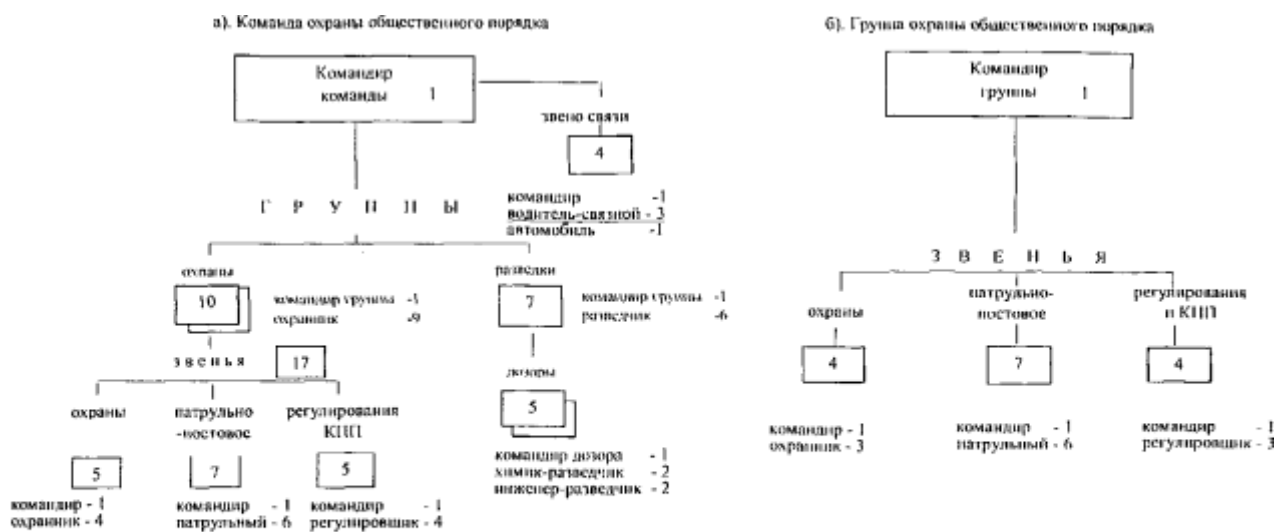 а). Команда охраны общественного порядка
Командир
команды 1
звено связи
4
командир -1
водитель-связной - 3
автомобиль -1
Г Р У П П Ы
охраны
10
командир группы -1
охранник -9
разведки
7
командир группы -1
разведчик -6
звенья 17
дозоры
5
командир дозора - 1
химик-разведчик - 2
инженер-разведчик - 2
охраны
5
командир - 1
охранник - 4
патрульно
-постовое
7
командир - 1
патрульный - 6
регулирования
КПП
5
командир - 1
регулировщик - 4
б). Группа охраны общественного порядка
Командир
группы 1
З В Е Н Ь Я
охраны
4
командир - 1
охранник - 3
патрульно-
постовое
7
командир - 1
патрульный - 6
регулирования
и КПП
4
командир - 1
регулировщик - 3